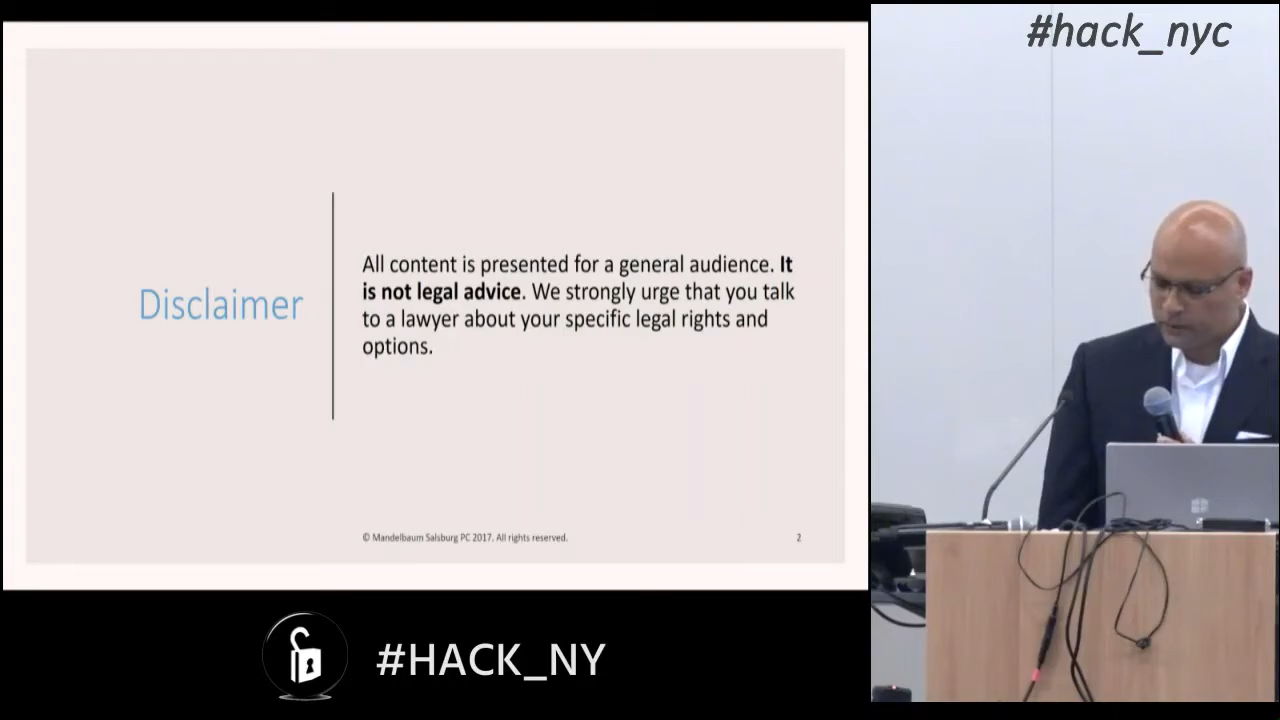 #hack_nyc
Disclaimer
All content is presented for a general audience. It
is not legal advice. We strongly urge that you talk
to a lawyer about your specific legal rights and
options.
© Mandelbaum Salsburg PC 2017. All rights reserved.
2
#HACK_NY